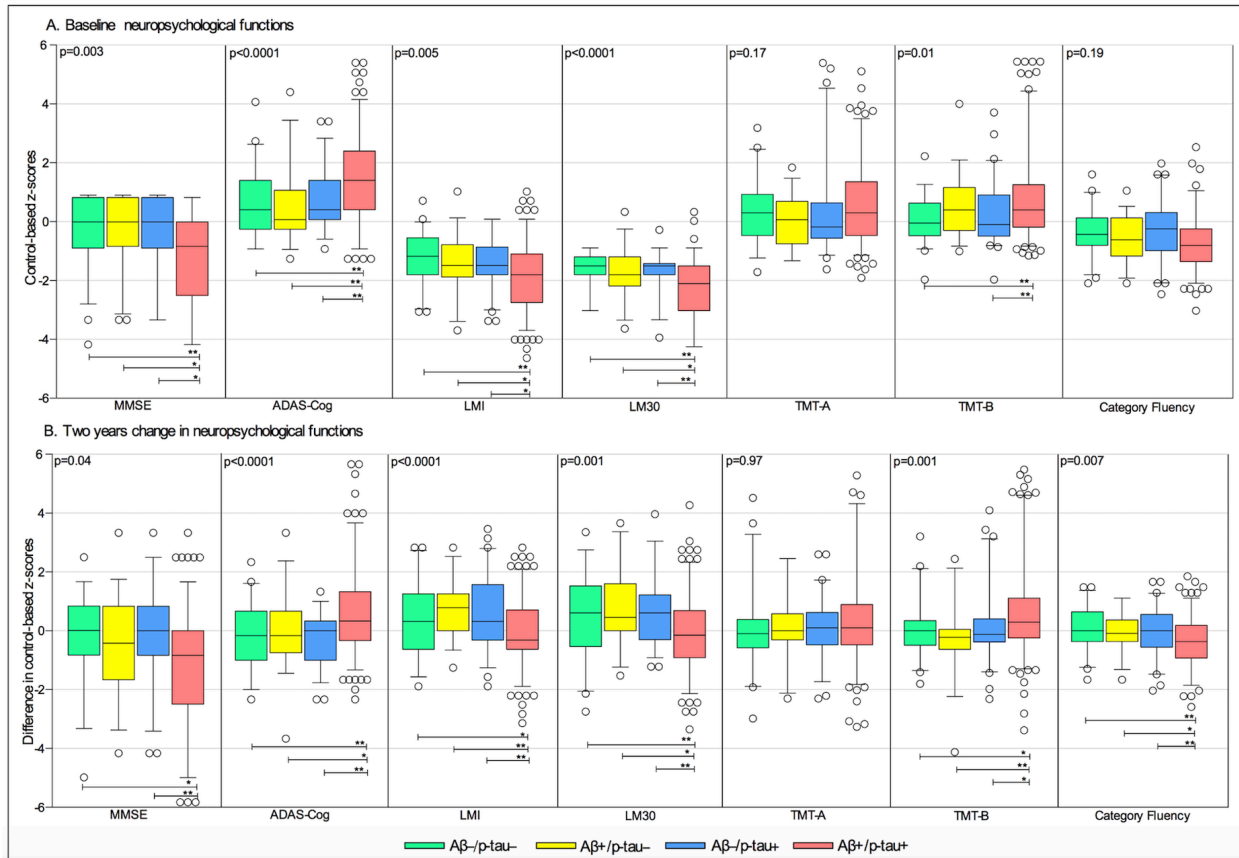 A. Baseline neuropsychological functions
p=0.003 p<0.0001 p=0.005 p<0.0001 p=0.17 p=0.01 p=0.19
Control-based z-scores
6
4
2
0
-2
-4
-6
** * *
** ** **
** * *
** * **
** **
MMSE ADAS-Cog LMI LM30 TMT-A TMT-B Category Fluency
B. Two years change in neuropsychological functions
p=0.04 p<0.0001 p<0.0001 p=0.001 p=0.97 p=0.001 p=0.007
Difference in control-based z-scores
6
4
2
0
-2
-4
-6
* **
** * **
* ** **
** * **
* ** *
** * **
MMSE ADAS-Cog LMI LM30 TMT-A TMT-B Category Fluency
Aβ–/p-tau– Aβ+/p-tau– Aβ–/p-tau+ Aβ+/p-tau+